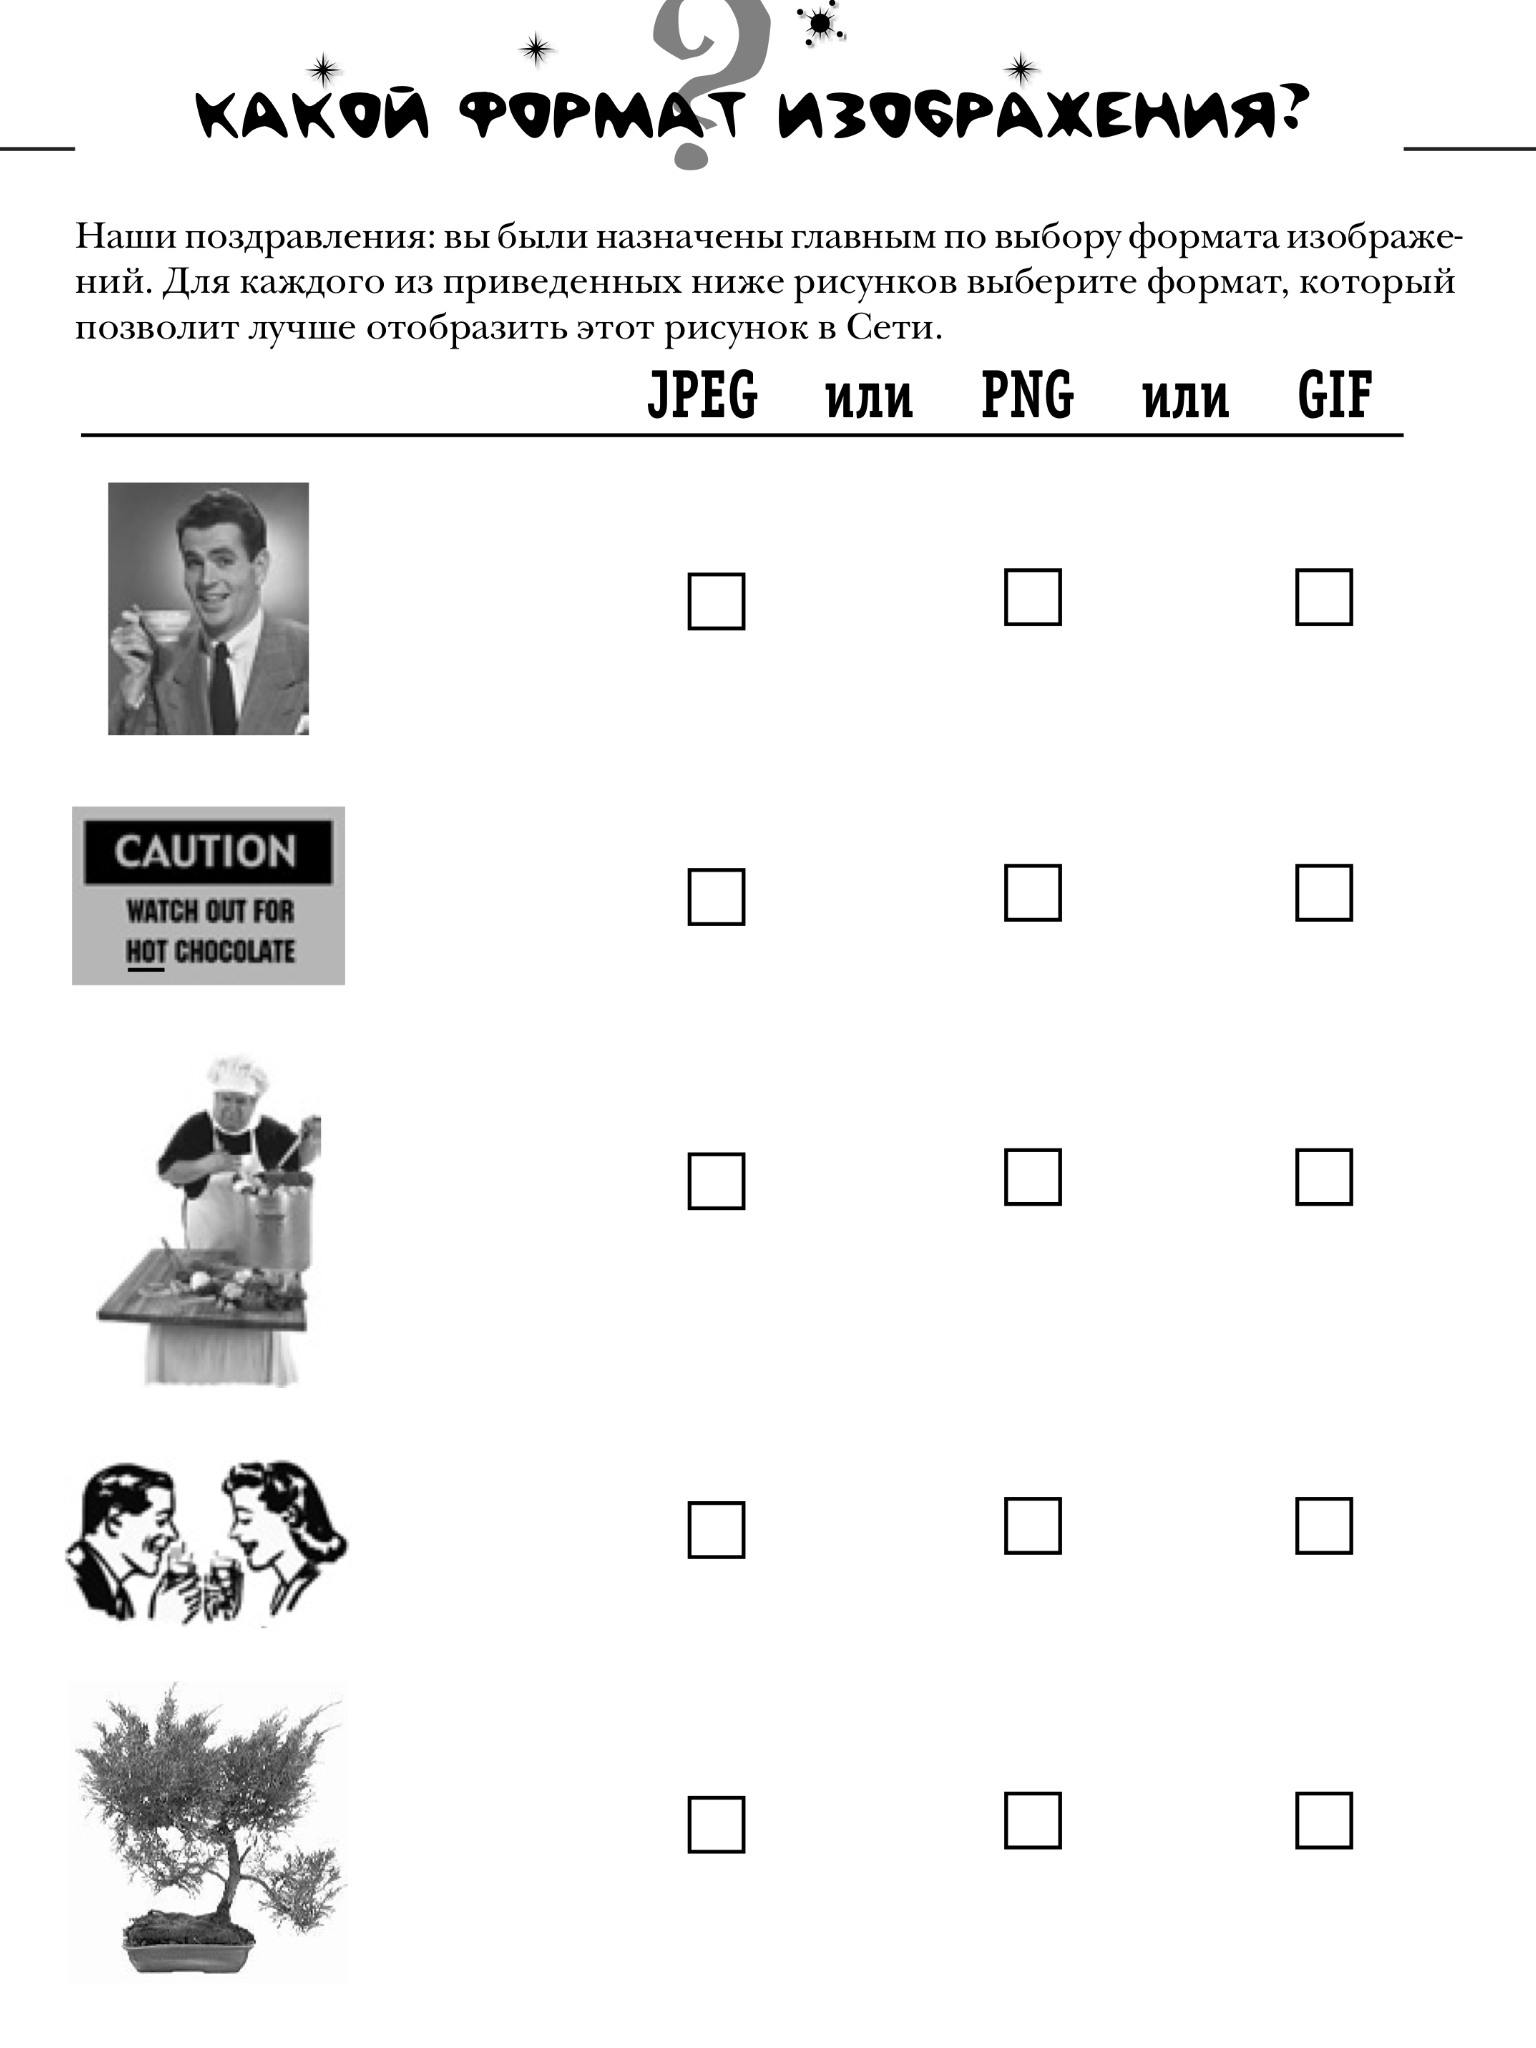 КАКОЙ ФОРМАТ ИЗОБРАЖЕНИЯ?
Наши поздравления: вы были назначены главным по выбору формата изображе-
ний. Для каждого из приведенных ниже рисунков выберите формат, который
позволит лучше отобразить этот рисунок в Сети.
JPEG или PNG или GIF
CAUTION
WATCH OUT FOR
HOT CHOCOLATE